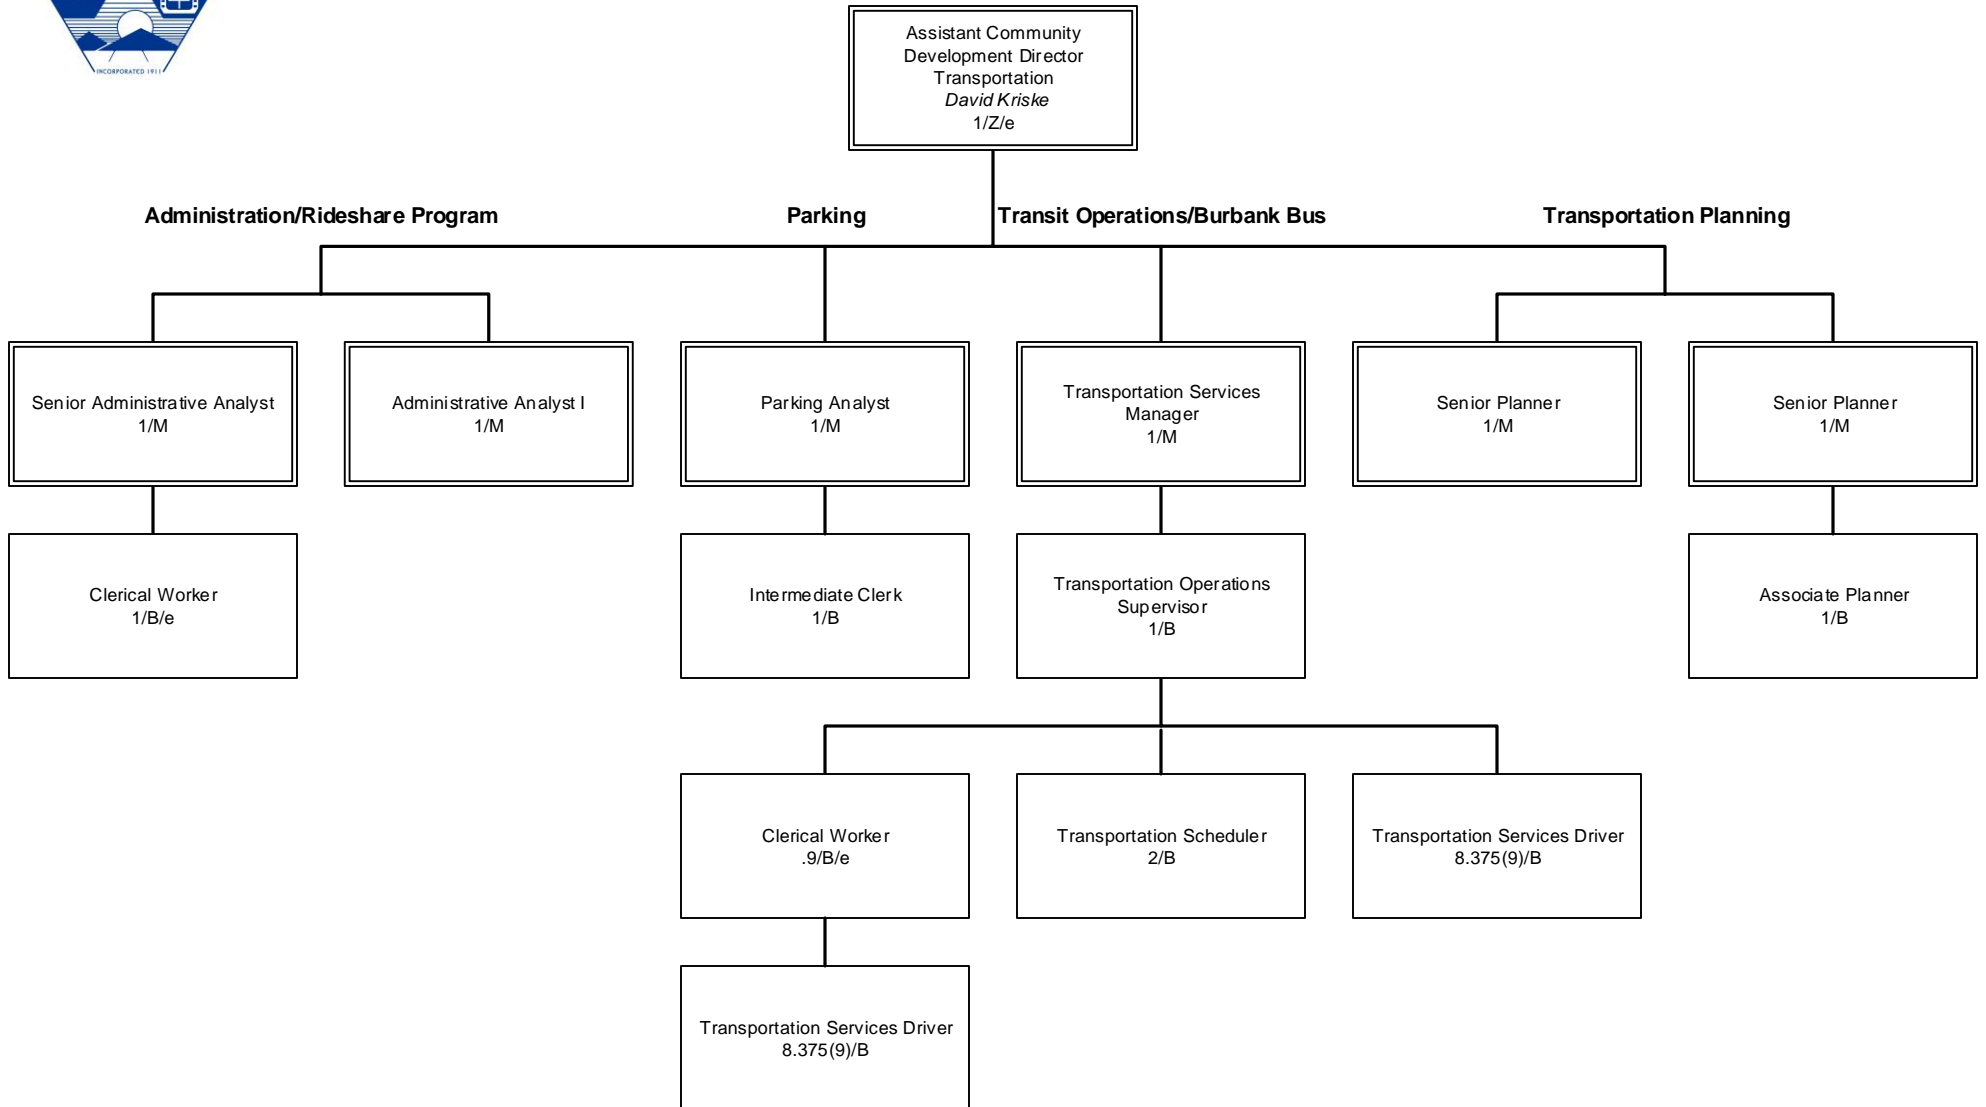 INCORPORATED 1911
Assistant Community
Development Director
Transportation
David Kriske
1/Z/e
Administration/Rideshare Program
Parking
Transit Operations/Burbank Bus
Transportation Planning
Senior Administrative Analyst
1/M
Administrative Analyst I
1/M
Parking Analyst
1/M
Transportation Services
Manager
1/M
Senior Planner
1/M
Senior Planner
1/M
Clerical Worker
1/B/e
Intermediate Clerk
1/B
Transportation Operations
Supervisor
1/B
Associate Planner
1/B
Clerical Worker
.9/B/e
Transportation Scheduler
2/B
Transportation Services Driver
8.375(9)/B
Transportation Services Driver
8.375(9)/B